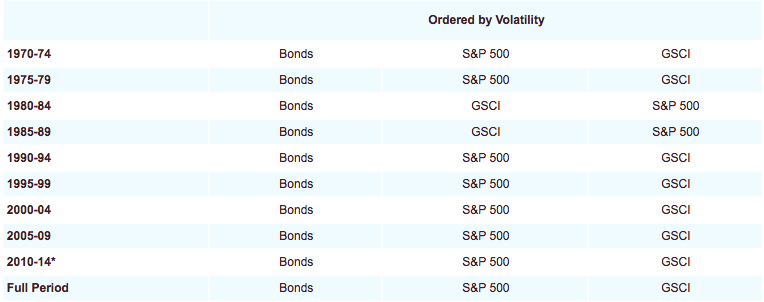 Ordered by Volatility
1970-74 Bonds S&P 500 GSCI
1975-79 Bonds S&P 500 GSCI
1980-84 Bonds GSCI S&P 500
1985-89 Bonds GSCI S&P 500
1990-94 Bonds S&P 500 GSCI
1995-99 Bonds S&P 500 GSCI
2000-04 Bonds S&P 500 GSCI
2005-09 Bonds S&P 500 GSCI
2010-14* Bonds S&P 500 GSCI
Full Period Bonds S&P 500 GSCI